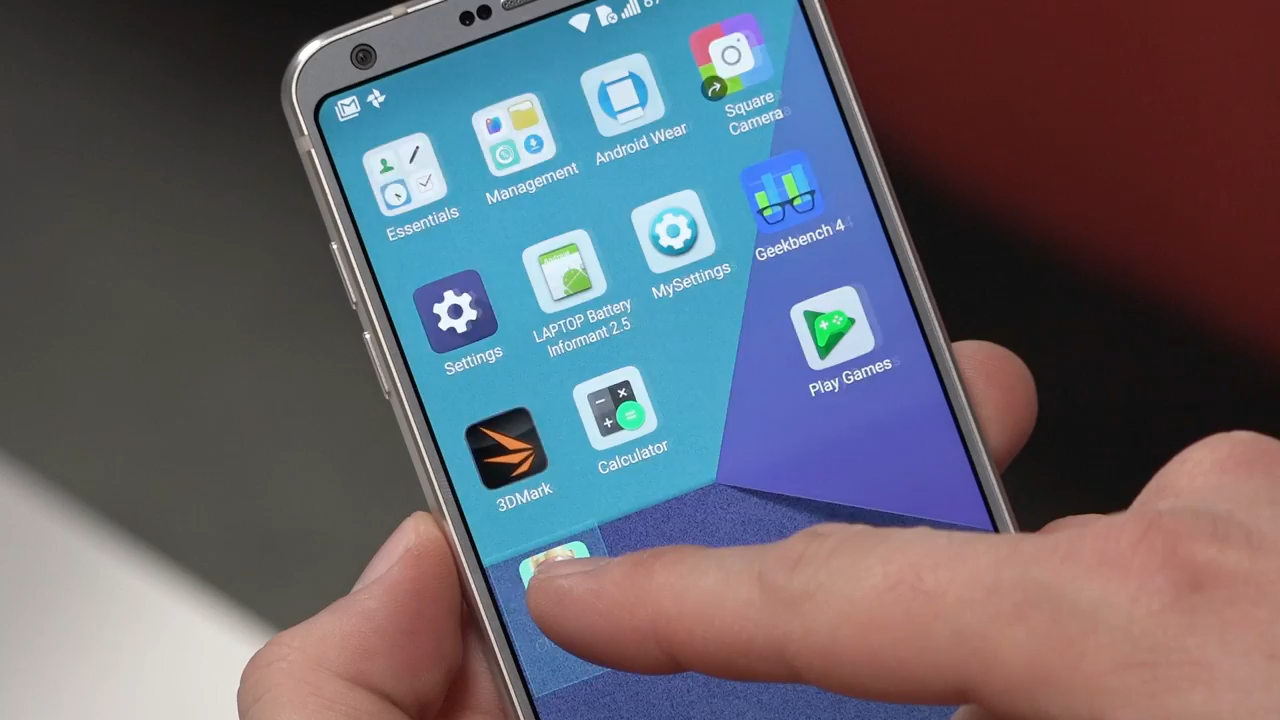 Essentials
Management
Android Wear
Square
Camera
Settings
LAPTOP Battery
Informant 2.5
MySettings
Geekbench 4
3DMark
Calculator
Play Games